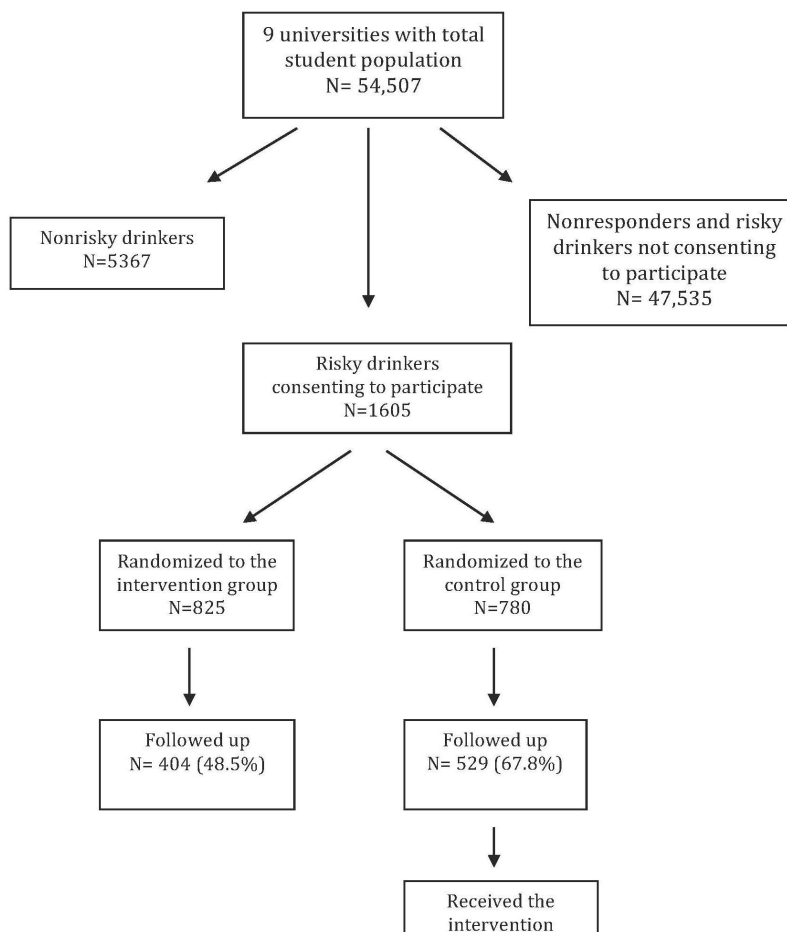 9 universities with total
student population
N= 54,507
Nonrisky drinkers
N=5367
Nonresponders and risky
drinkers not consenting
to participate
N= 47,535
Risky drinkers
consenting to participate
N=1605
Randomized to the
intervention group
N=825
Randomized to the
control group
N=780
Followed up
N= 404 (48.5%)
Followed up
N= 529 (67.8%)
Received the
intervention